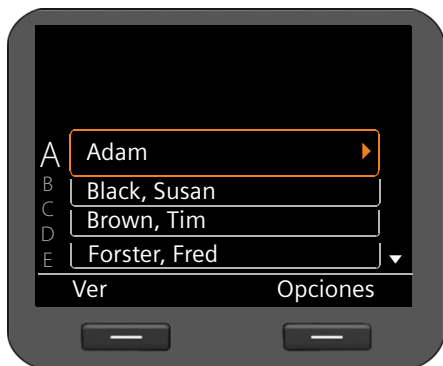 A
Adam
B
Black, Susan
C
Brown, Tim
D
E
Forster, Fred
Ver Opciones